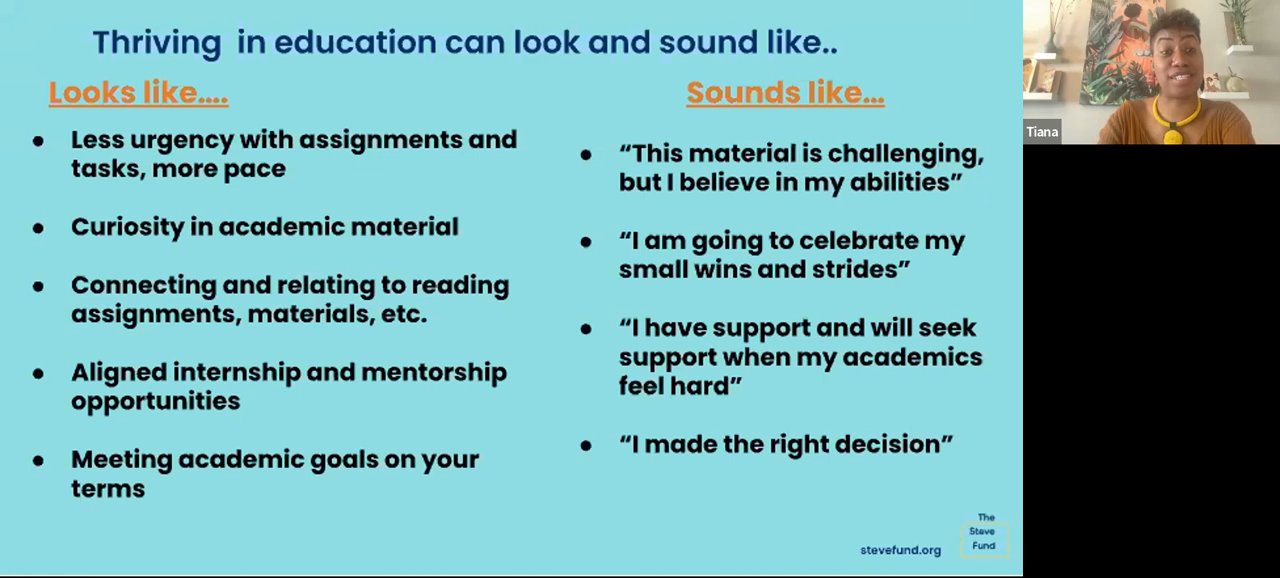 Thriving in education can look and sound like..
Looks like....
● Less urgency with assignments and
tasks, more pace
● Curiosity in academic material
● Connecting and relating to reading
assignments, materials, etc.
● Aligned internship and mentorship
opportunities
● Meeting academic goals on your
terms
Sounds like...
● “This material is challenging,
but I believe in my abilities”
● “I am going to celebrate my
small wins and strides”
● “I have support and will seek
support when my academics
feel hard”
● “I made the right decision”
stevefund.org
The
Steve
Fund
Tiana